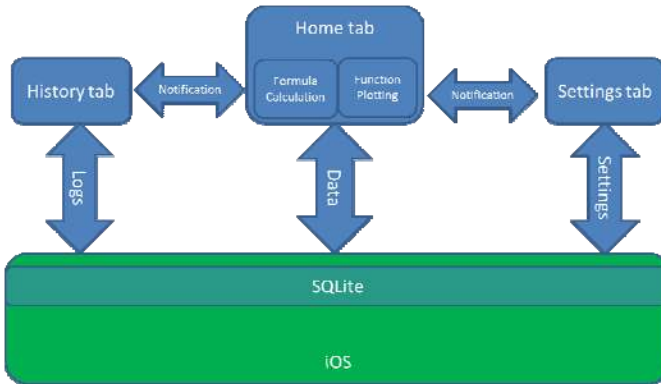 Home tab
Formula
Calculation
Function
Plotting
History tab
Notification
Notification
Settings tab
Logs
Data
Settings
SQLite
iOS